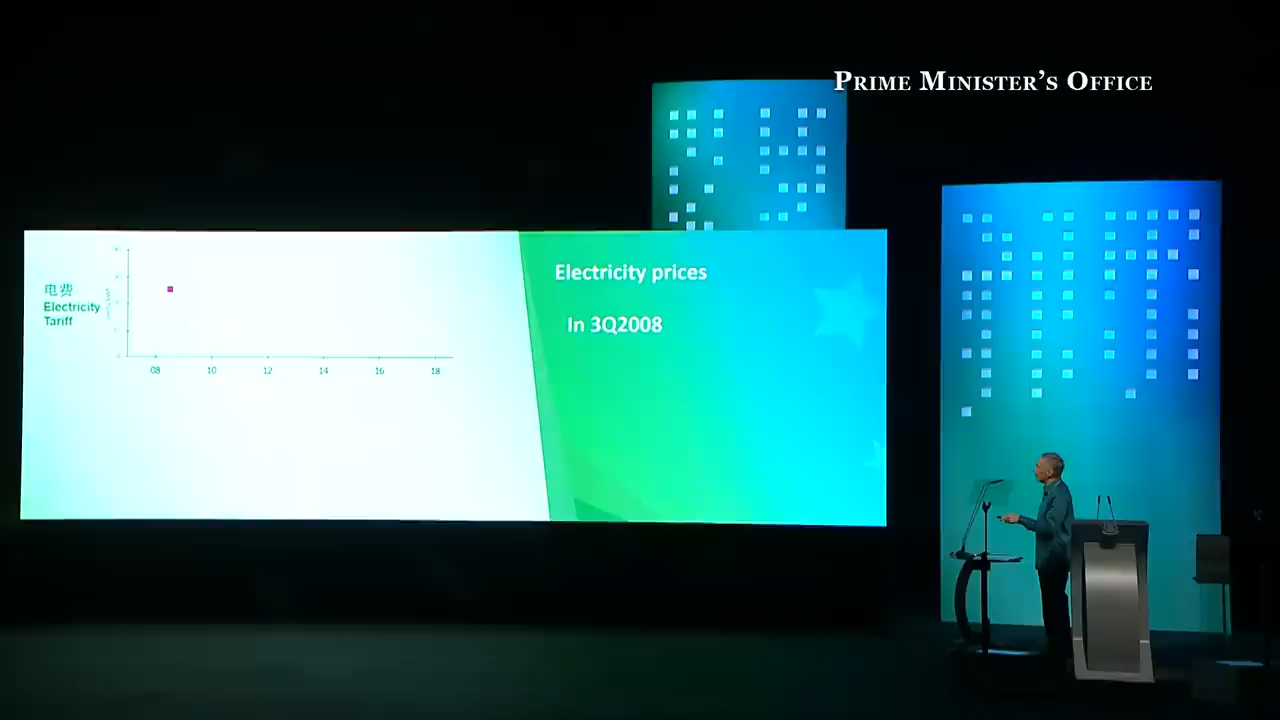 PRIME MINISTER'S OFFICE
电费
Electricity
Tariff
08 10 12 14 16 18
Electricity prices
In 3Q2008